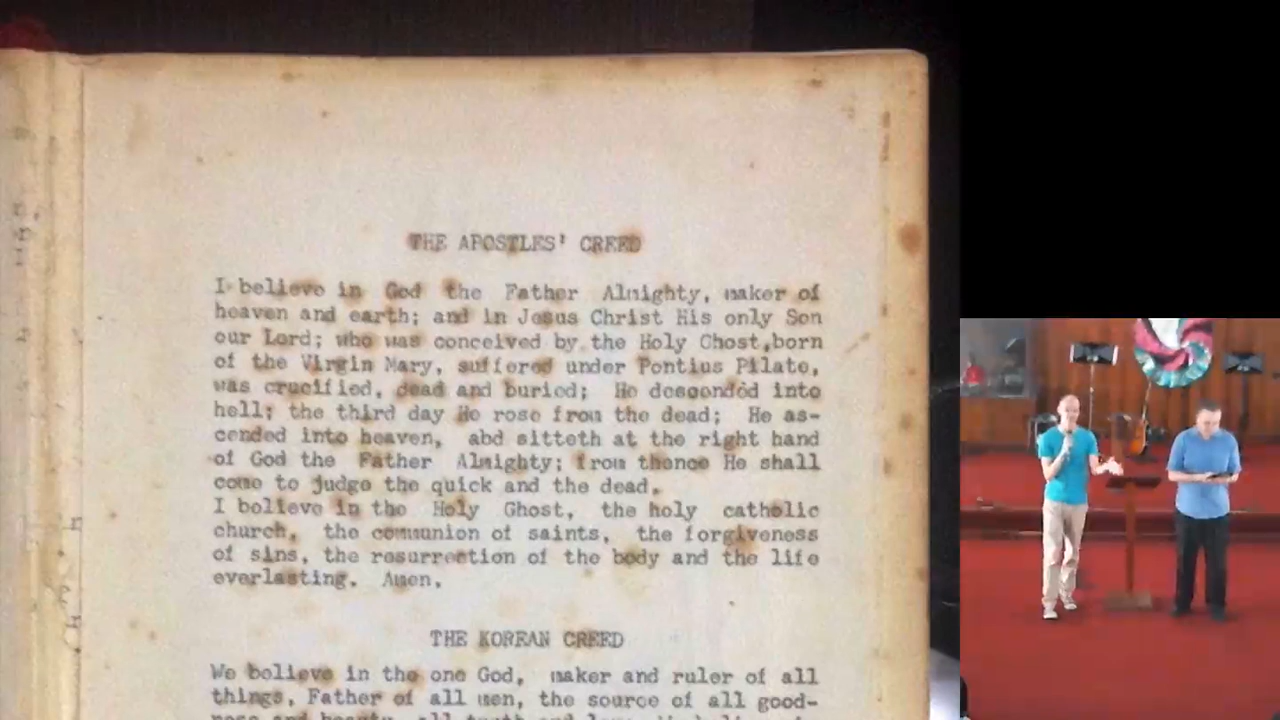 THE APOSTLES' CREED
I believe in God the Father Almighty, maker of
heaven and earth; and in Jesus Christ His only Son
our Lord; who was conceived by the Holy Ghost,born
of the Virgin Mary, suffered under Pontius Pilate,
was crucified, dead and buried; He descended into
hell; the third day He rose from the dead; He as-
cended into heaven, abd sitteth at the right hand
of God the Father Almighty; from thence He shall
come to judge the quick and the dead.
I believe in the Holy Ghost, the holy catholic
church, the communion of saints, the forgiveness
of sins, the resurrection of the body and the life
everlasting. Amen.
THE KOREAN CREED
We believe in the one God, maker and ruler of all
things, Father of all men, the source of all good-
ness and beauty, all truth and love.